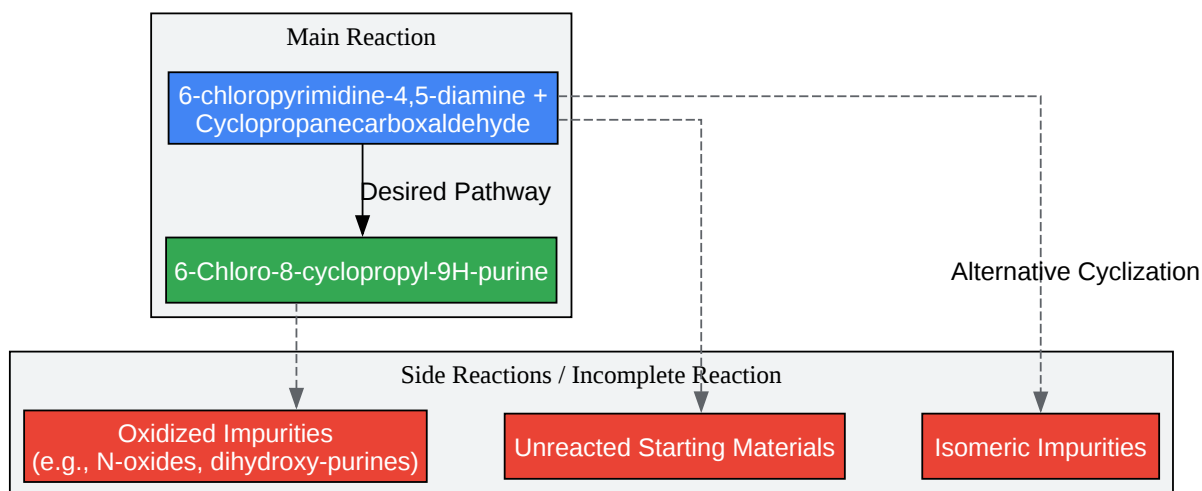 Main Reaction
6-chloropyrimidine-4,5-diamine +
Cyclopropanecarboxaldehyde
Desired Pathway
6-Chloro-8-cyclopropyl-9H-purine
Alternative Cyclization
Side Reactions / Incomplete Reaction
Oxidized Impurities
(e.g., N-oxides, dihydroxy-purines)
Unreacted Starting Materials
Isomeric Impurities